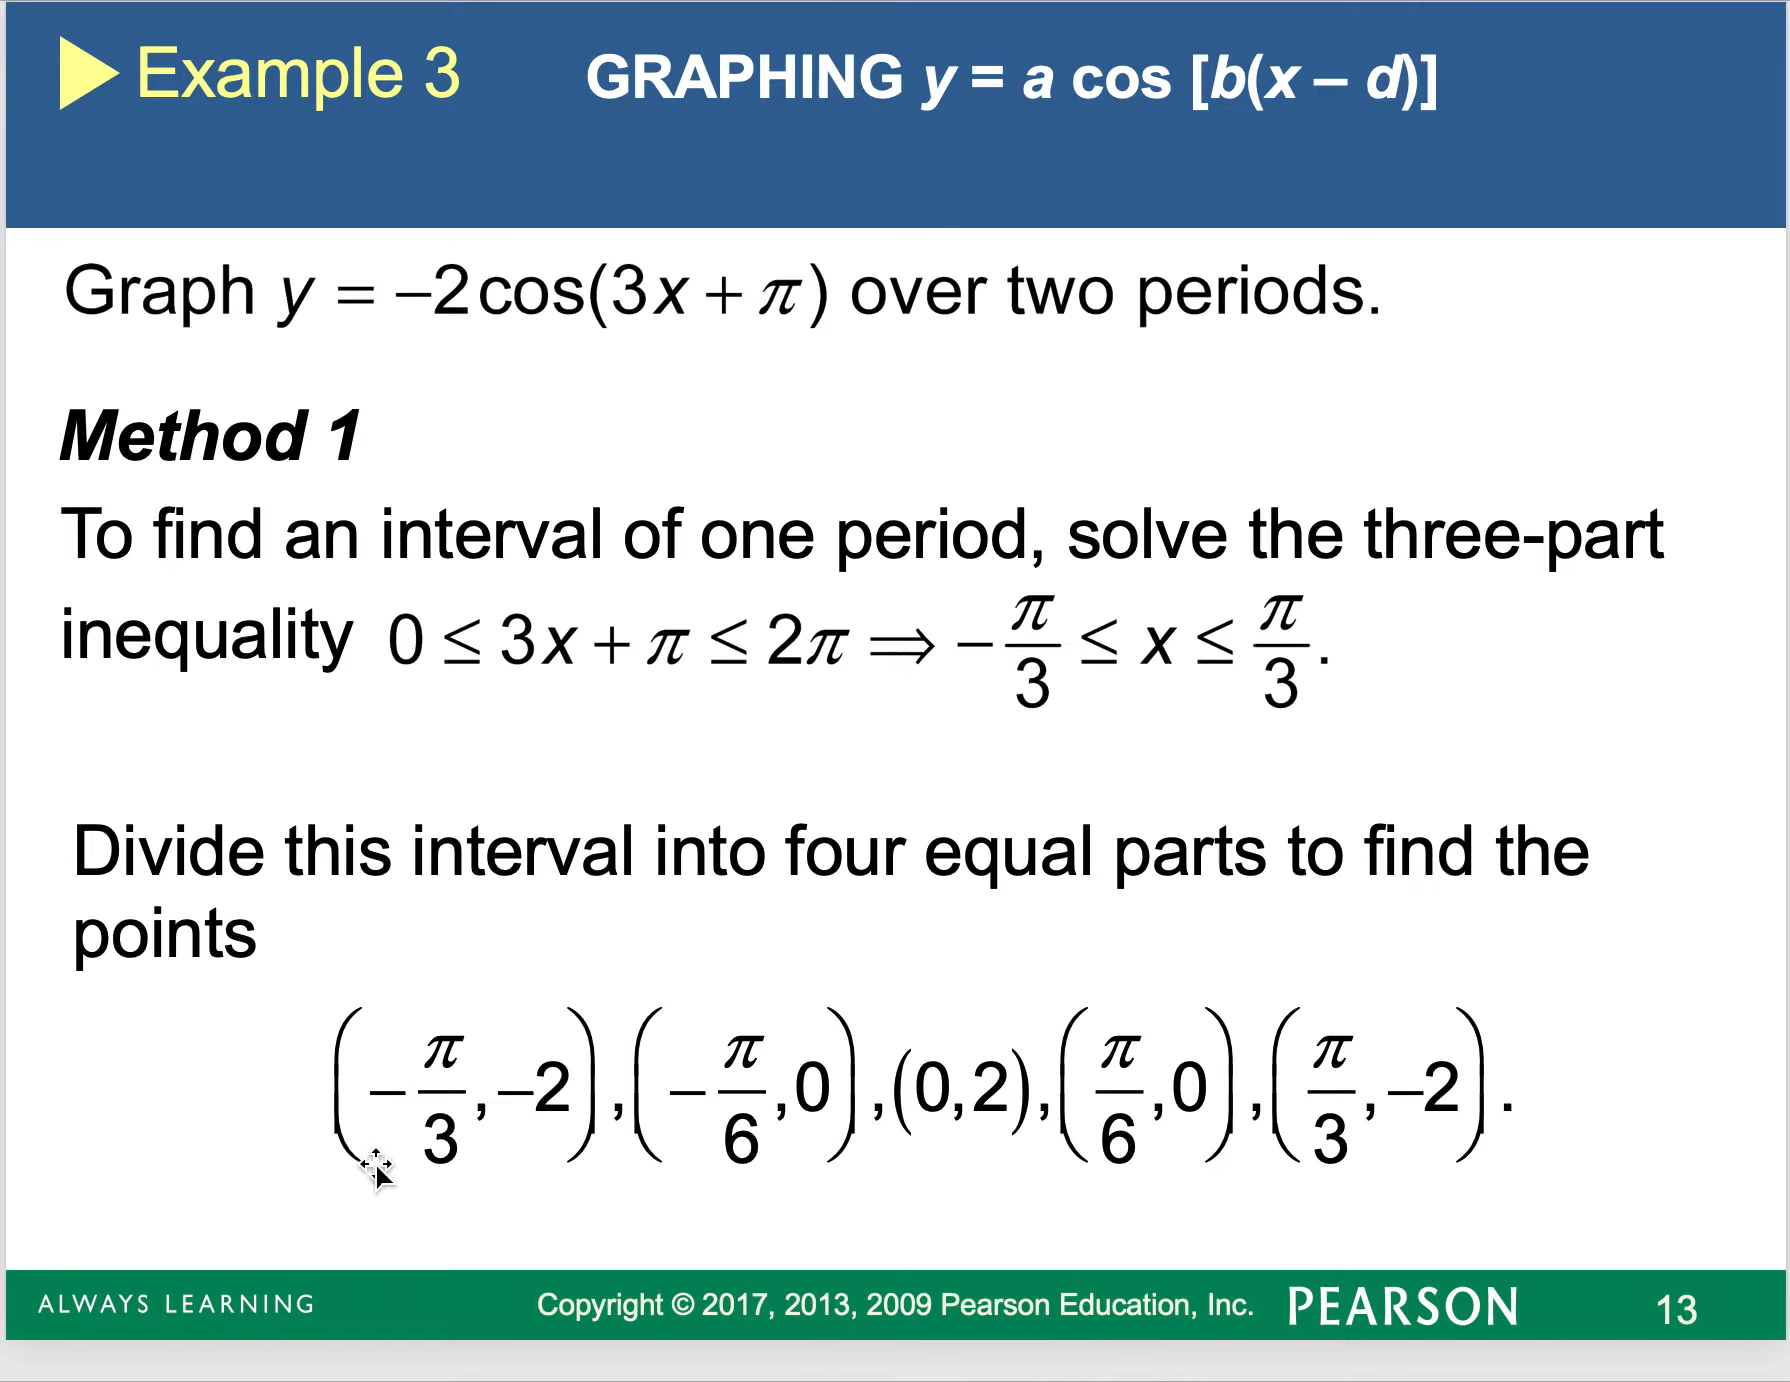 Example 3 GRAPHING y = a cos [b(x – d)]
Graph y = –2cos(3x + π) over two periods.
Method 1
To find an interval of one period, solve the three-part
inequality 0 ≤ 3x + π ≤ 2π ⟹ –π/3 ≤ x ≤ π/3.
Divide this interval into four equal parts to find the
points
(–π/3, –2), (–π/6, 0), (0, 2), (π/6, 0), (π/3, –2).
ALWAYS LEARNING Copyright © 2017, 2013, 2009 Pearson Education, Inc. PEARSON 13